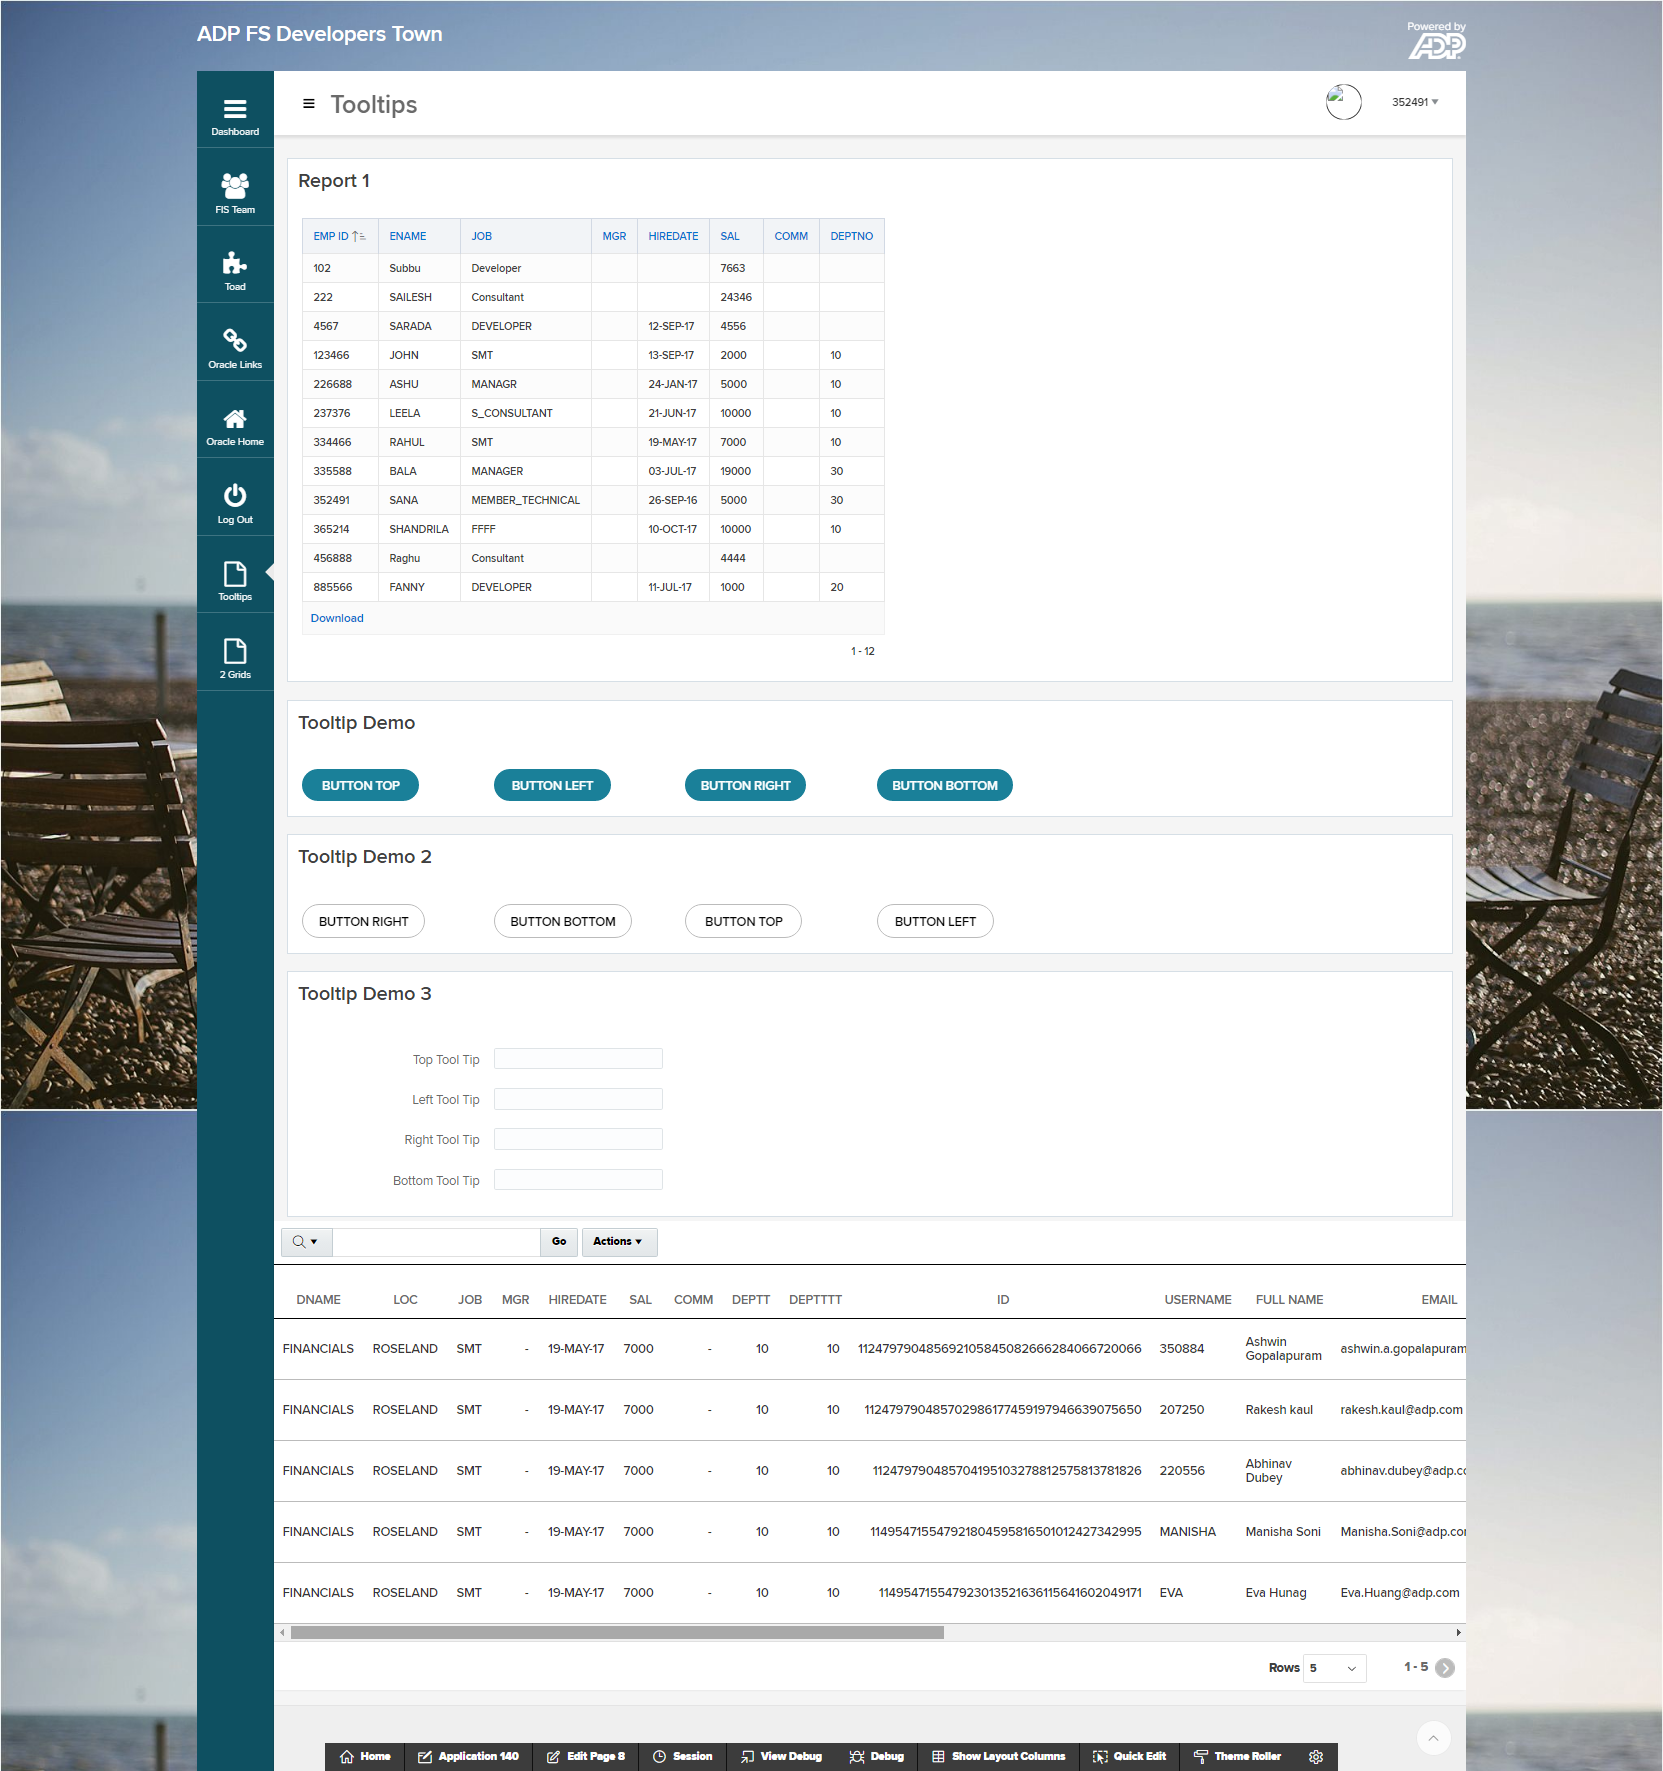 ADP FS Developers Town
Powered by
ADP
Dashboard
FIS Team
Toad
Oracle Links
Oracle Home
Log Out
Tooltips
2 Grids
Tooltips
352491
Report 1
EMP ID ENAME JOB MGR HIREDATE SAL COMM DEPTNO
102 Subbu Developer 7663
222 SAILESH Consultant 24346
4567 SARADA DEVELOPER 12-SEP-17 4556
123466 JOHN SMT 13-SEP-17 2000 10
226688 ASHU MANAGR 24-JAN-17 5000 10
237376 LEELA S_CONSULTANT 21-JUN-17 10000 10
334466 RAHUL SMT 19-MAY-17 7000 10
335588 BALA MANAGER 03-JUL-17 19000 30
352491 SANA MEMBER_TECHNICAL 26-SEP-16 5000 30
365214 SHANDRILA FFFF 10-OCT-17 10000 10
456888 Raghu Consultant 4444
885566 FANNY DEVELOPER 11-JUL-17 1000 20
Download
1 - 12
Tooltip Demo
BUTTON TOP BUTTON LEFT BUTTON RIGHT BUTTON BOTTOM
Tooltip Demo 2
BUTTON RIGHT BUTTON BOTTOM BUTTON TOP BUTTON LEFT
Tooltip Demo 3
Top Tool Tip
Left Tool Tip
Right Tool Tip
Bottom Tool Tip
Go Actions
DNAME LOC JOB MGR HIREDATE SAL COMM DEPTT DEPTTTT ID USERNAME FULL NAME EMAIL
FINANCIALS ROSELAND SMT - 19-MAY-17 7000 - 10 10 112479790485692105845082666284066720066 350884 Ashwin Gopalapuram ashwin.a.gopalapuram
FINANCIALS ROSELAND SMT - 19-MAY-17 7000 - 10 10 112479790485702986177459197946639075650 207250 Rakesh kaul rakesh.kaul@adp.com
FINANCIALS ROSELAND SMT - 19-MAY-17 7000 - 10 10 112479790485704195103278812575813781826 220556 Abhinav Dubey abhinav.dubey@adp.co
FINANCIALS ROSELAND SMT - 19-MAY-17 7000 - 10 10 114954715547921804595816501012427342995 MANISHA Manisha Soni Manisha.Soni@adp.co
FINANCIALS ROSELAND SMT - 19-MAY-17 7000 - 10 10 114954715547923013521636115641602049171 EVA Eva Hunag Eva.Huang@adp.com
Rows 5 1 - 5
Home Application 140 Edit Page 8 Session View Debug Debug Show Layout Columns Quick Edit Theme Roller